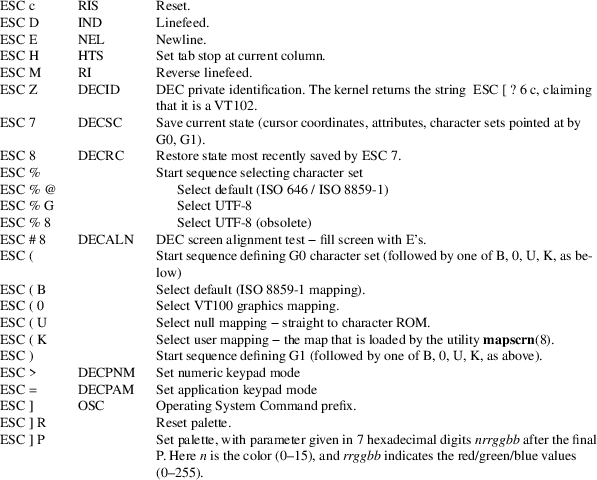 ESC c RIS Reset.
ESC D IND Linefeed.
ESC E NEL Newline.
ESC H HTS Set tab stop at current column.
ESC M RI Reverse linefeed.
ESC Z DECID DEC private identification. The kernel returns the string ESC [ ? 6 c, claiming
that it is a VT102.
ESC 7 DECSC Save current state (cursor coordinates, attributes, character sets pointed at by
G0, G1).
ESC 8 DECRC Restore state most recently saved by ESC 7.
ESC % Start sequence selecting character set
ESC % @ Select default (ISO 646 / ISO 8859-1)
ESC % G Select UTF-8
ESC % 8 Select UTF-8 (obsolete)
ESC # 8 DECALN DEC screen alignment test − fill screen with E's.
ESC ( Start sequence defining G0 character set (followed by one of B, 0, U, K, as be-
low)
ESC ( B Select default (ISO 8859-1 mapping).
ESC ( 0 Select VT100 graphics mapping.
ESC ( U Select null mapping − straight to character ROM.
ESC ( K Select user mapping − the map that is loaded by the utility mapscrn(8).
ESC ) Start sequence defining G1 (followed by one of B, 0, U, K, as above).
ESC > DECPNM Set numeric keypad mode
ESC = DECPAM Set application keypad mode
ESC ] OSC Operating System Command prefix.
ESC ] R Reset palette.
ESC ] P Set palette, with parameter given in 7 hexadecimal digits nrrggbb after the final
P. Here n is the color (0–15), and rrggbb indicates the red/green/blue values
(0–255).